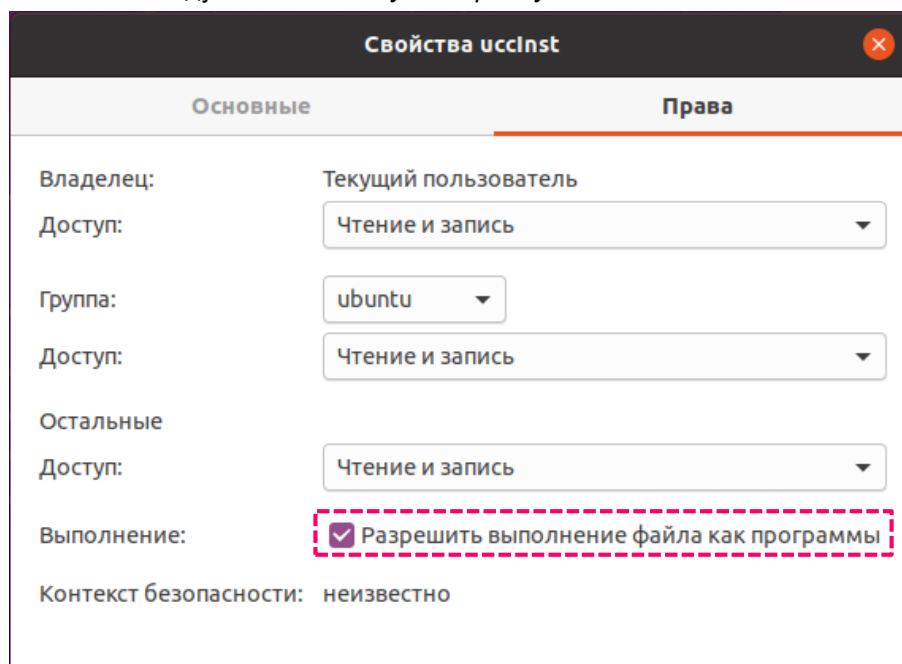 Свойства uccInst
Основные Права
Владелец: Текущий пользователь
Доступ: Чтение и запись
Группа: ubuntu
Доступ: Чтение и запись
Остальные
Доступ: Чтение и запись
Выполнение: Разрешить выполнение файла как программы
Контекст безопасности: неизвестно